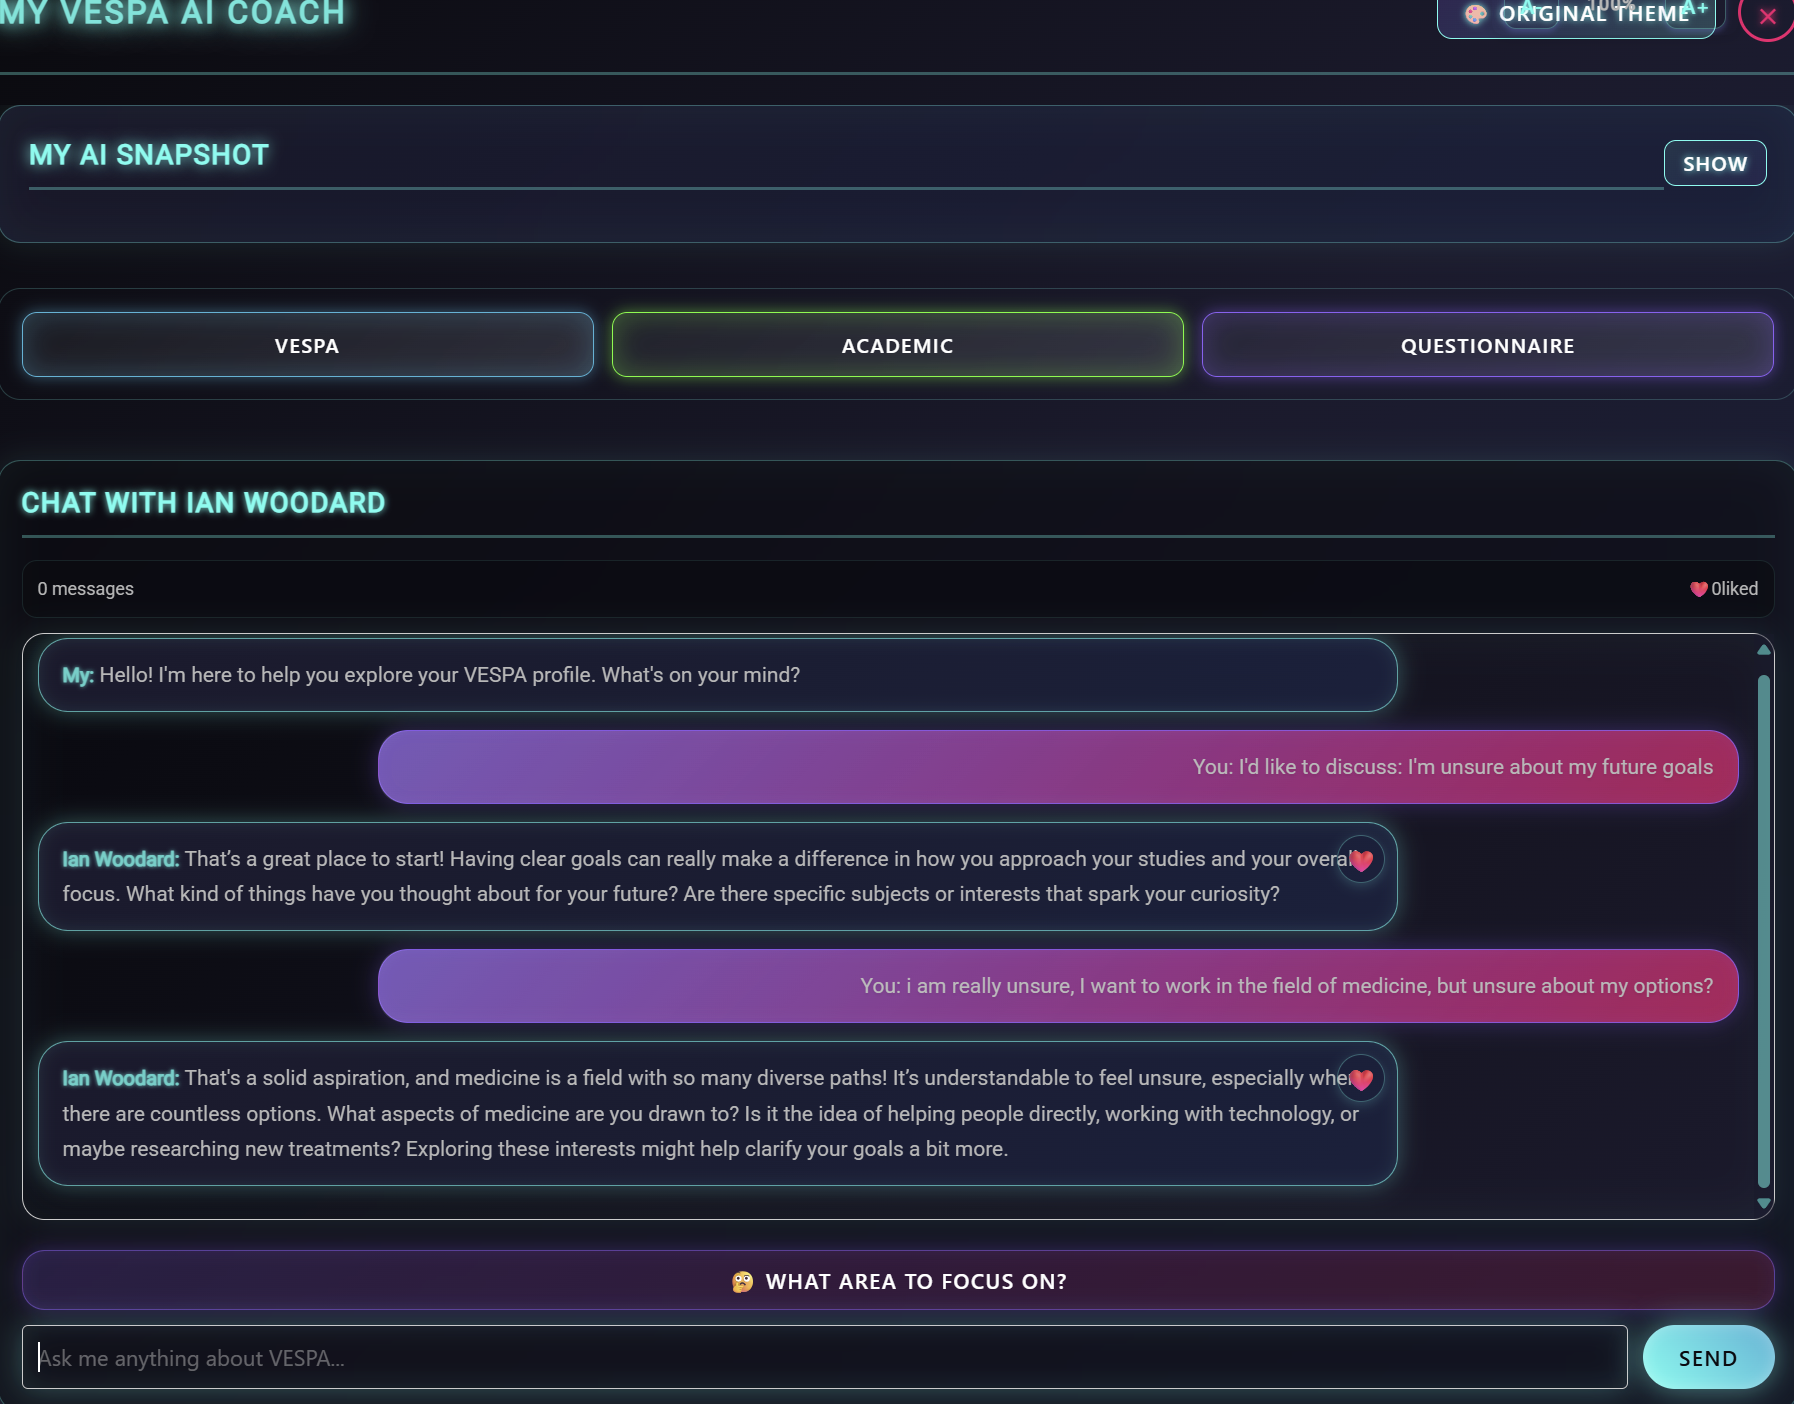 MY VESPA AI COACH
🎨 ORIGINAL THEME
100%
A+
MY AI SNAPSHOT
SHOW
VESPA
ACADEMIC
QUESTIONNAIRE
CHAT WITH IAN WOODARD
0 messages
0liked
My: Hello! I'm here to help you explore your VESPA profile. What's on your mind?
You: I'd like to discuss: I'm unsure about my future goals
Ian Woodard: That’s a great place to start! Having clear goals can really make a difference in how you approach your studies and your overall
focus. What kind of things have you thought about for your future? Are there specific subjects or interests that spark your curiosity?
You: i am really unsure, I want to work in the field of medicine, but unsure about my options?
Ian Woodard: That's a solid aspiration, and medicine is a field with so many diverse paths! It’s understandable to feel unsure, especially when
there are countless options. What aspects of medicine are you drawn to? Is it the idea of helping people directly, working with technology, or
maybe researching new treatments? Exploring these interests might help clarify your goals a bit more.
WHAT AREA TO FOCUS ON?
Ask me anything about VESPA...
SEND